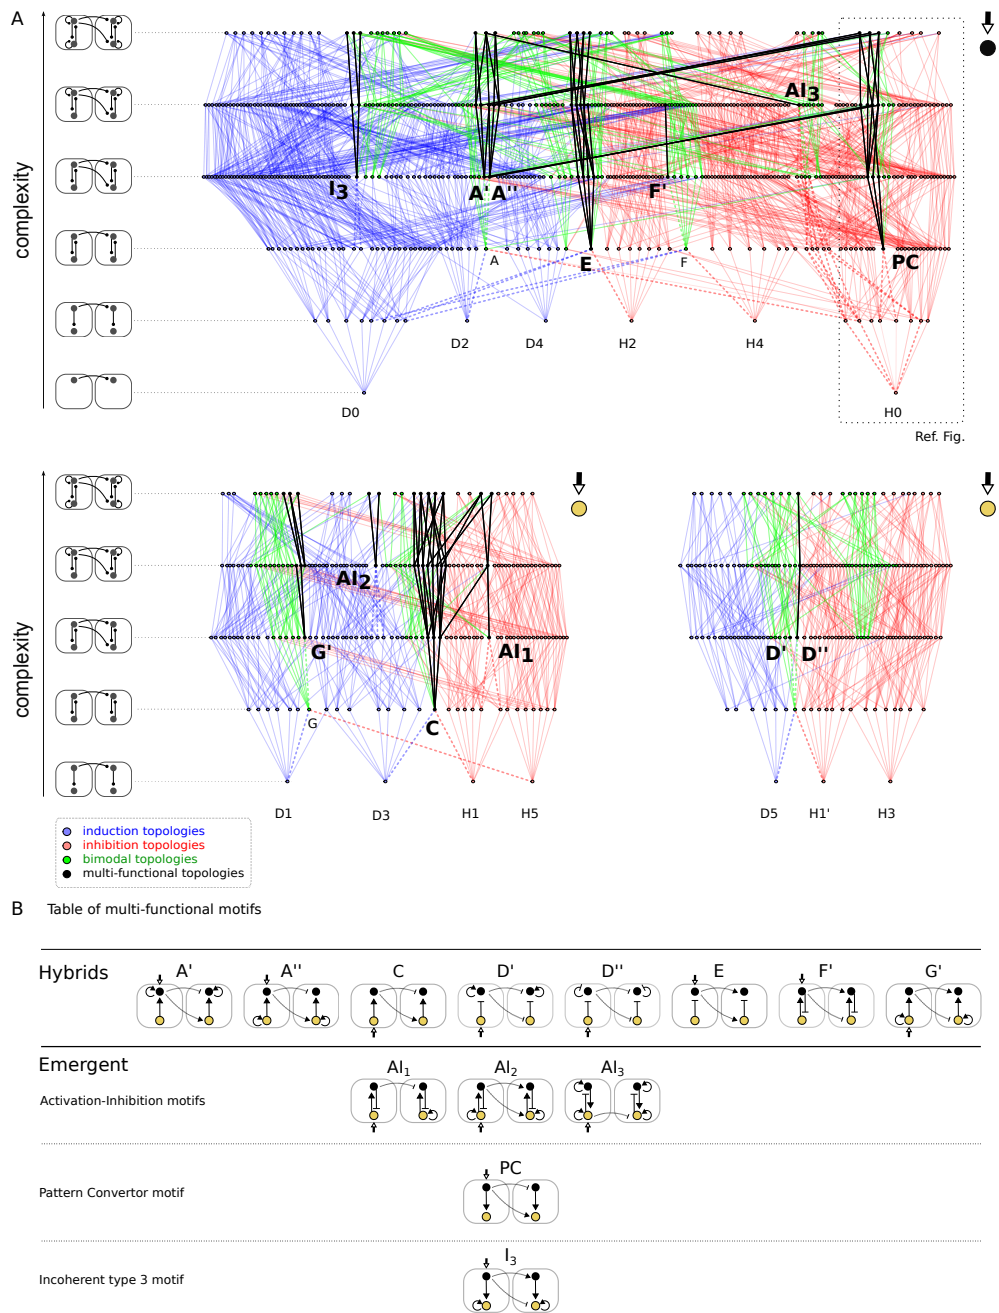 A
complexity
AI3
I3
A' A''
F'
A
E
F
PC
D2
D4
H2
H4
D0
H0
Ref. Fig.
complexity
AI2
G'
AI1
D'
D''
G
C
D1
D3
H1
H5
D5
H1'
H3
induction topologies
inhibition topologies
bimodal topologies
multi-functional topologies
B Table of multi-functional motifs
Hybrids
A'
A''
C
D'
D''
E
F'
G'
Emergent
AI1
AI2
AI3
Activation-Inhibition motifs
PC
Pattern Convertor motif
I3
Incoherent type 3 motif